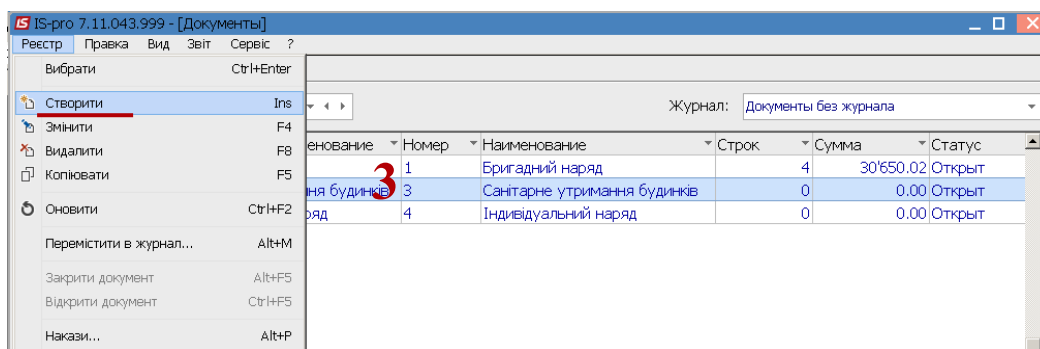 IS-pro 7.11.043.999 - [Документы]
Реєстр Правка Вид Звіт Сервіс ?
Вибрати Ctrl+Enter
Створити Ins
Журнал: Документы без журнала
Змінити F4
Видалити F8
енование Номер Наименование Строк Сумма Статус
Копіювати F5
1 Бригадний наряд 4 30'650.02 Открыт
3
ня будинків 3 Санітарне утримання будинків 0 0.00 Открыт
Оновити Ctrl+F2
ряд 4 Індивідуальний наряд 0 0.00 Открыт
Перемістити в журнал... Alt+M
Закрити документ Alt+F5
Відкрити документ Ctrl+F5
Накази... Alt+P